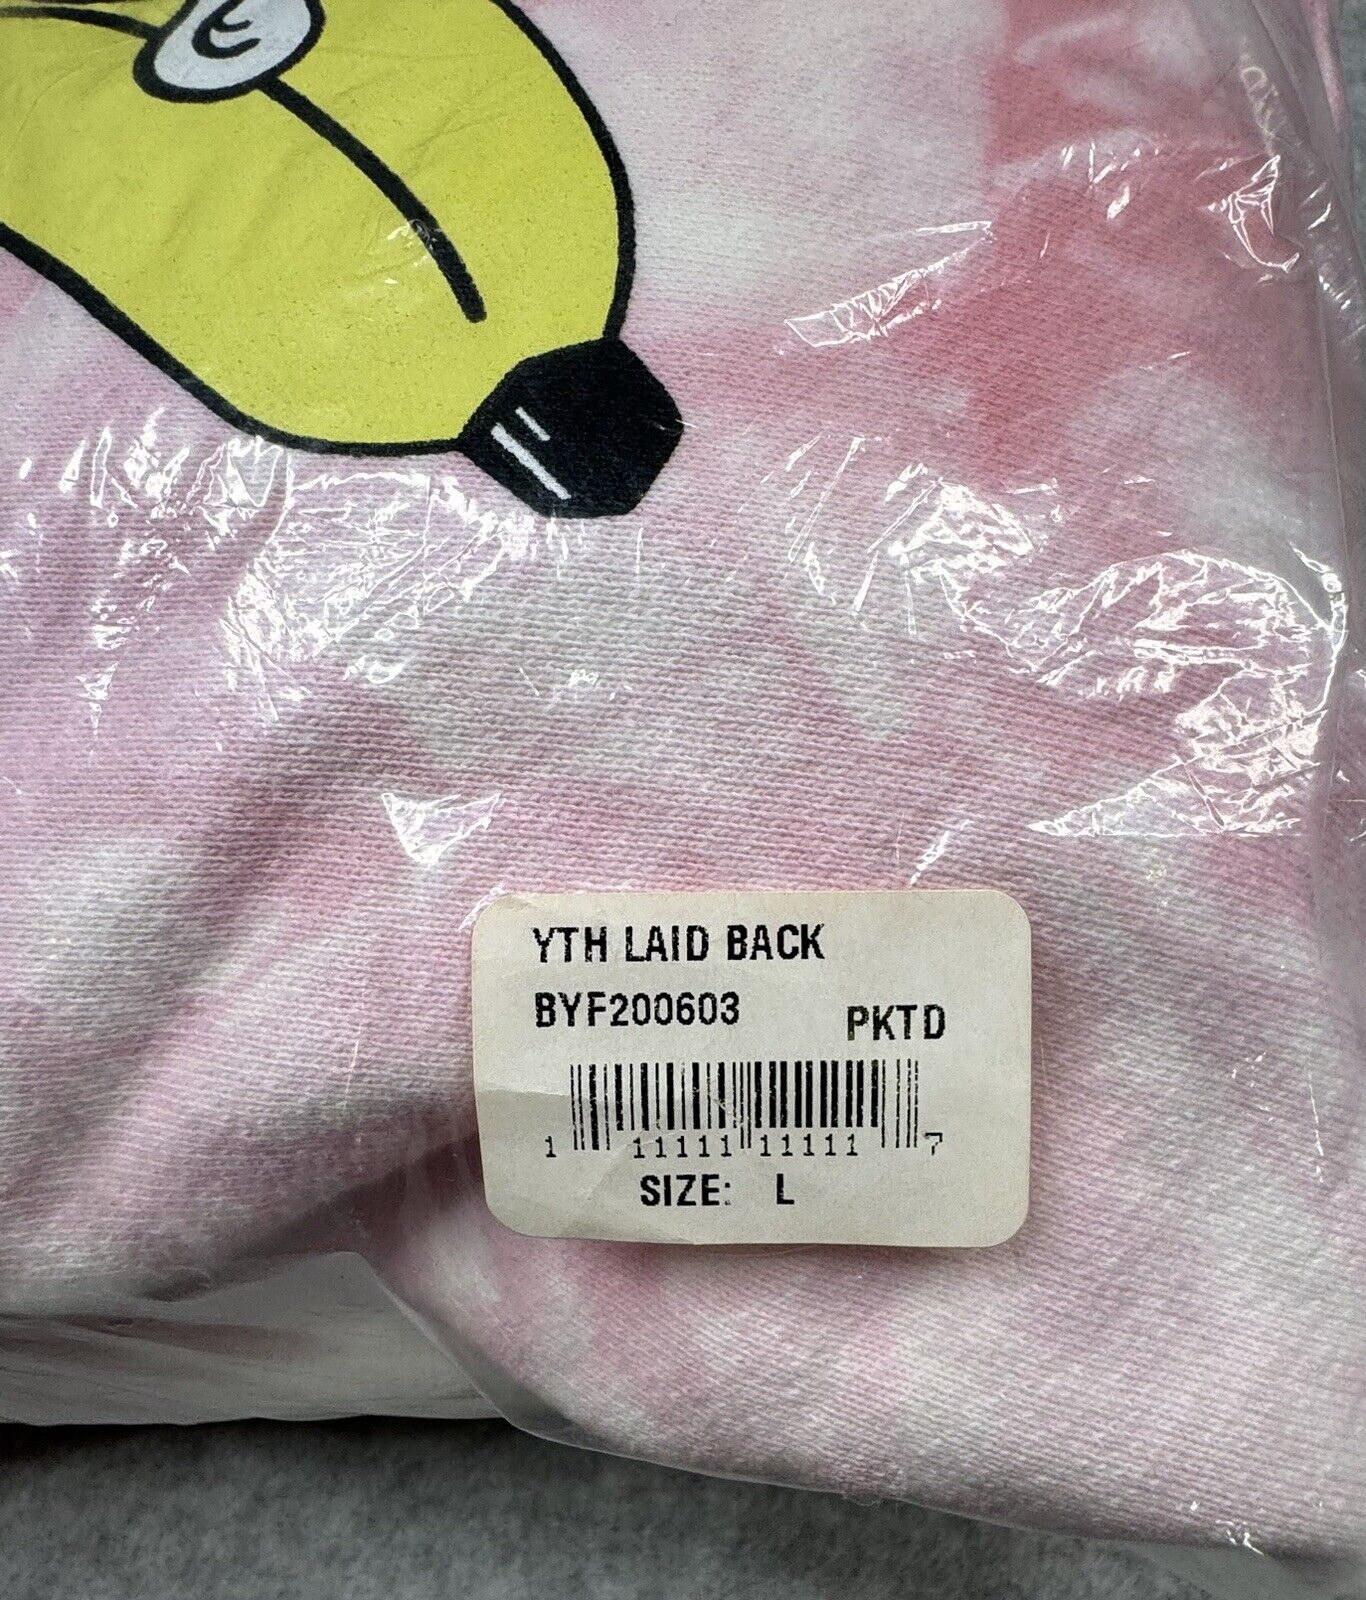 YTH LAID BACK
BYF200603
PKTD
1 11111 11111 7
SIZE: L